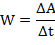 W = ΔA / Δt